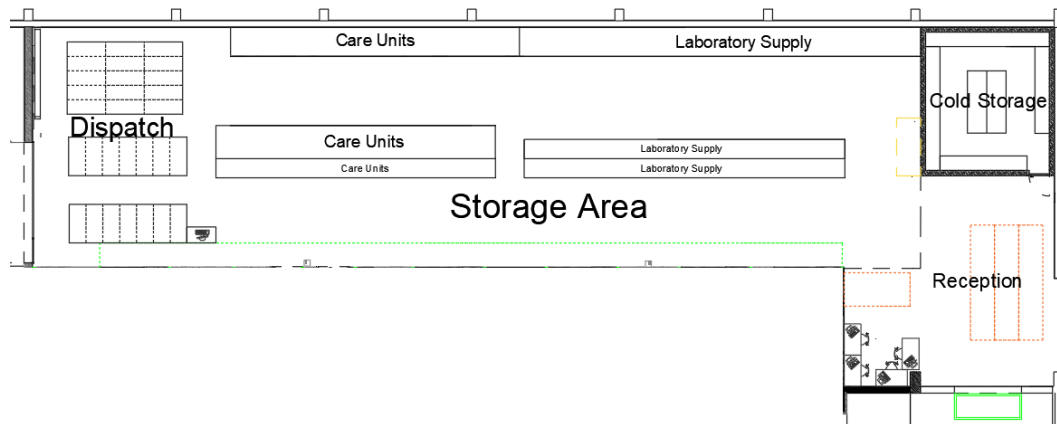 Care Units
Laboratory Supply
Cold Storage
Dispatch
Care Units
Laboratory Supply
Care Units
Laboratory Supply
Storage Area
Reception